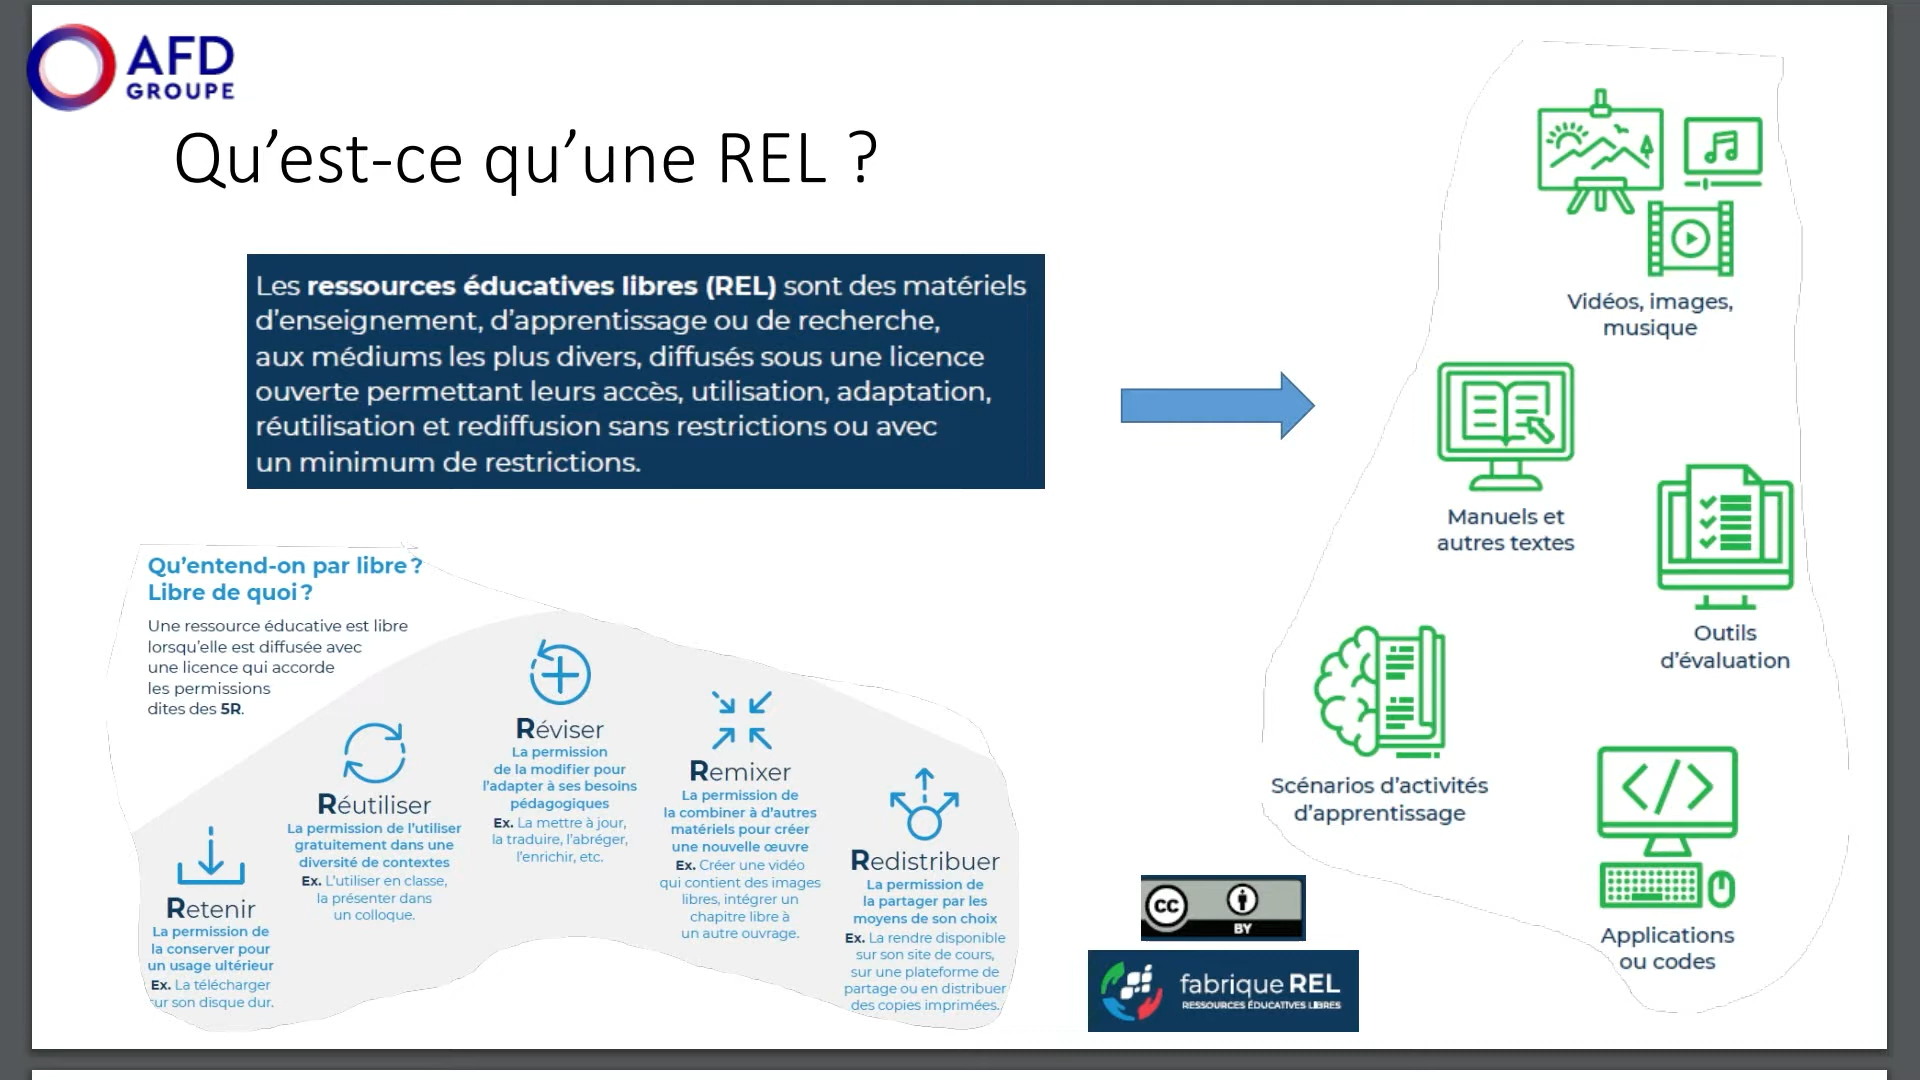 AFD
GROUPE
Qu’est-ce qu’une REL ?
Les ressources éducatives libres (REL) sont des matériels
d’enseignement, d’apprentissage ou de recherche,
aux médiums les plus divers, diffusés sous une licence
ouverte permettant leurs accès, utilisation, adaptation,
réutilisation et rediffusion sans restrictions ou avec
un minimum de restrictions.
Vidéos, images,
musique
Manuels et
autres textes
Outils
d’évaluation
Scénarios d’activités
d’apprentissage
Applications
ou codes
Qu’entend-on par libre ?
Libre de quoi ?
Une ressource éducative est libre
lorsqu’elle est diffusée avec
une licence qui accorde
les permissions
dites des 5R.
Retenir
La permission de
la conserver pour
un usage ultérieur
Ex. La télécharger
sur son disque dur.
Réutiliser
La permission de l’utiliser
gratuitement dans une
diversité de contextes
Ex. L’utiliser en classe,
la présenter dans
un colloque.
Réviser
La permission
de la modifier pour
l’adapter à ses besoins
pédagogiques
Ex. La mettre à jour,
la traduire, l’abréger,
l’enrichir, etc.
Remixer
La permission de
la combiner à d’autres
matériels pour créer
une nouvelle œuvre
Ex. Créer une vidéo
qui contient des images
libres, intégrer un
chapitre libre à
un autre ouvrage.
Redistribuer
La permission de
la partager par les
moyens de son choix
Ex. La rendre disponible
sur son site de cours,
sur une plateforme de
partage ou en distribuer
des copies imprimées.
cc
BY
fabrique REL
RESSOURCES ÉDUCATIVES LIBRES